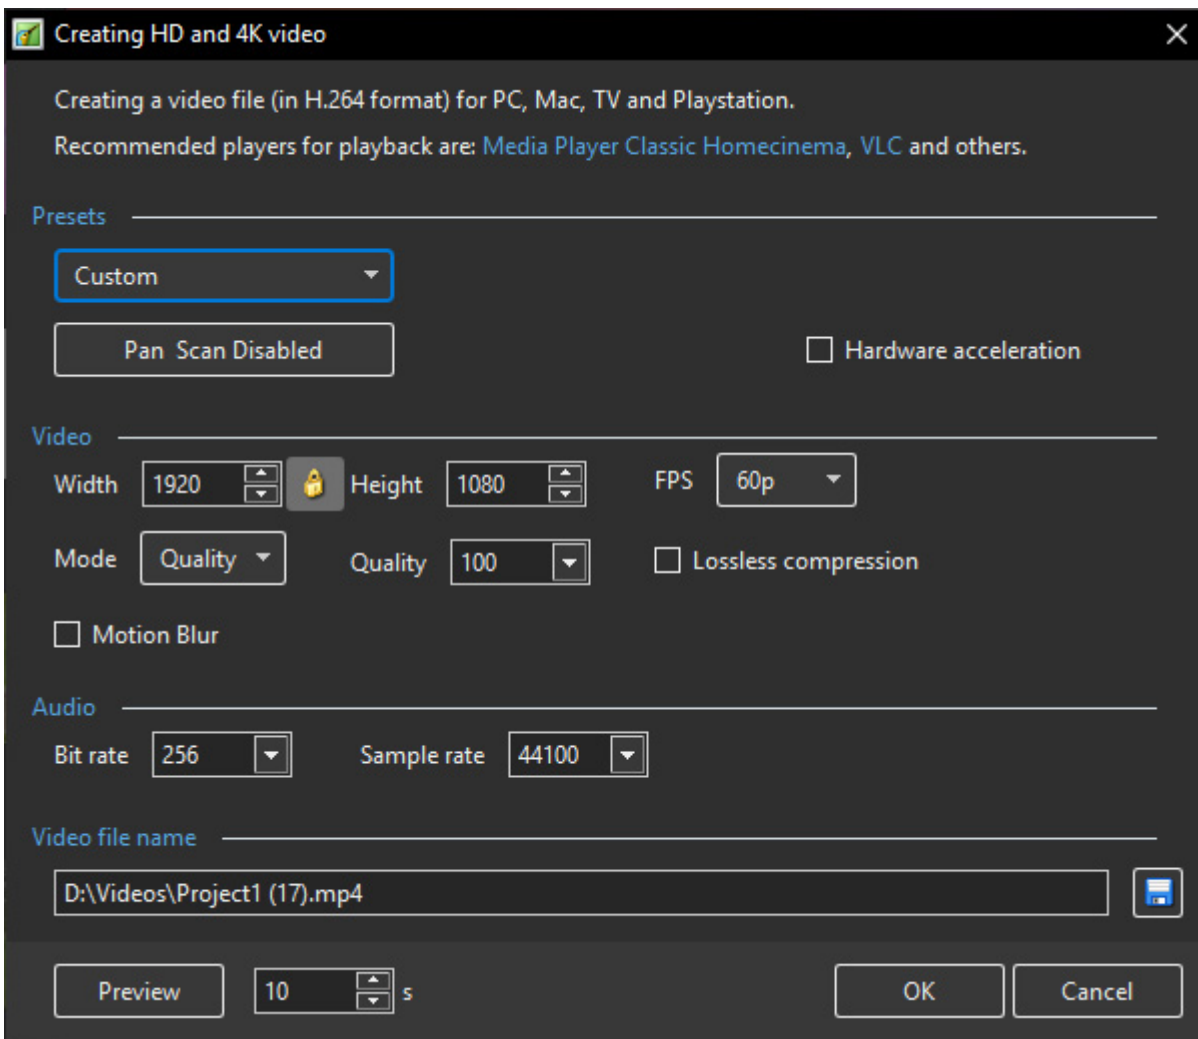 Creating HD and 4K video
Creating a video file (in H.264 format) for PC, Mac, TV and Playstation.
Recommended players for playback are: Media Player Classic Homecinema, VLC and others.
Presets
Custom
Pan  Scan Disabled
Hardware acceleration
Video
Width 1920 Height 1080 FPS 60p
Mode Quality Quality 100 Lossless compression
Motion Blur
Audio
Bit rate 256 Sample rate 44100
Video file name
D:\Videos\Project1 (17).mp4
Preview 10 s OK Cancel